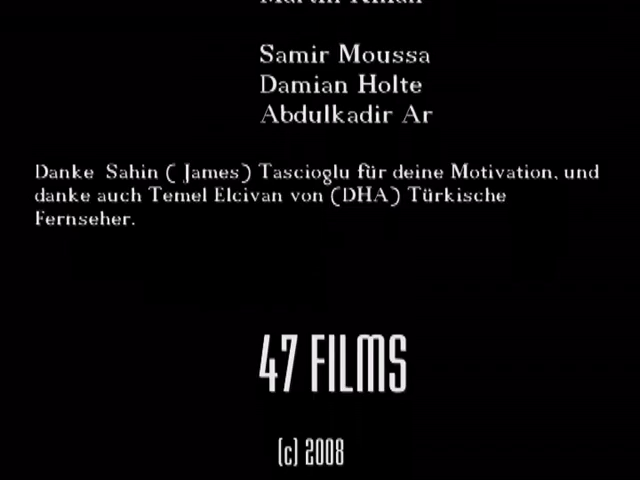 Samir Moussa
Damian Holte
Abdulkadir Ar
Danke Sahin ( James) Tascioglu für deine Motivation, und
danke auch Temel Elcivan von (DHA) Türkische
Fernseher.
47 FILMS
(c) 2008